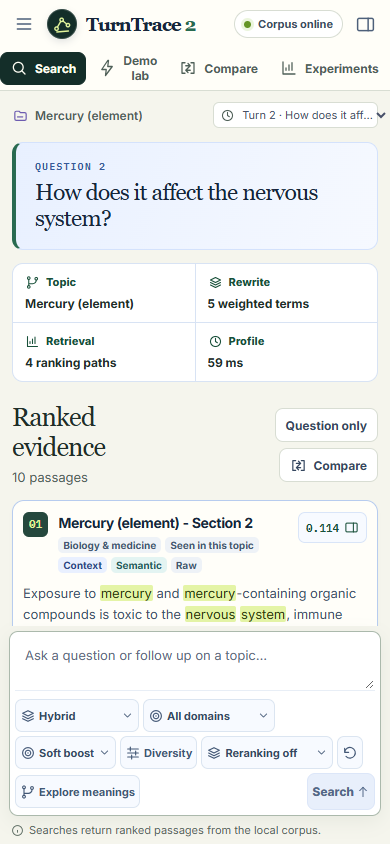 TurnTrace 2
Corpus online
Search
Demo lab
Compare
Experiments
Mercury (element)
Turn 2 · How does it aff...
QUESTION 2
How does it affect the nervous
system?
Topic
Mercury (element)
Rewrite
5 weighted terms
Retrieval
4 ranking paths
Profile
59 ms
Ranked
evidence
10 passages
Question only
Compare
01
Mercury (element) - Section 2
0.114
Biology & medicine
Seen in this topic
Context
Semantic
Raw
Exposure to mercury and mercury-containing organic
compounds is toxic to the nervous system, immune
Ask a question or follow up on a topic...
Hybrid
All domains
Soft boost
Diversity
Reranking off
Explore meanings
Search ↑
Searches return ranked passages from the local corpus.